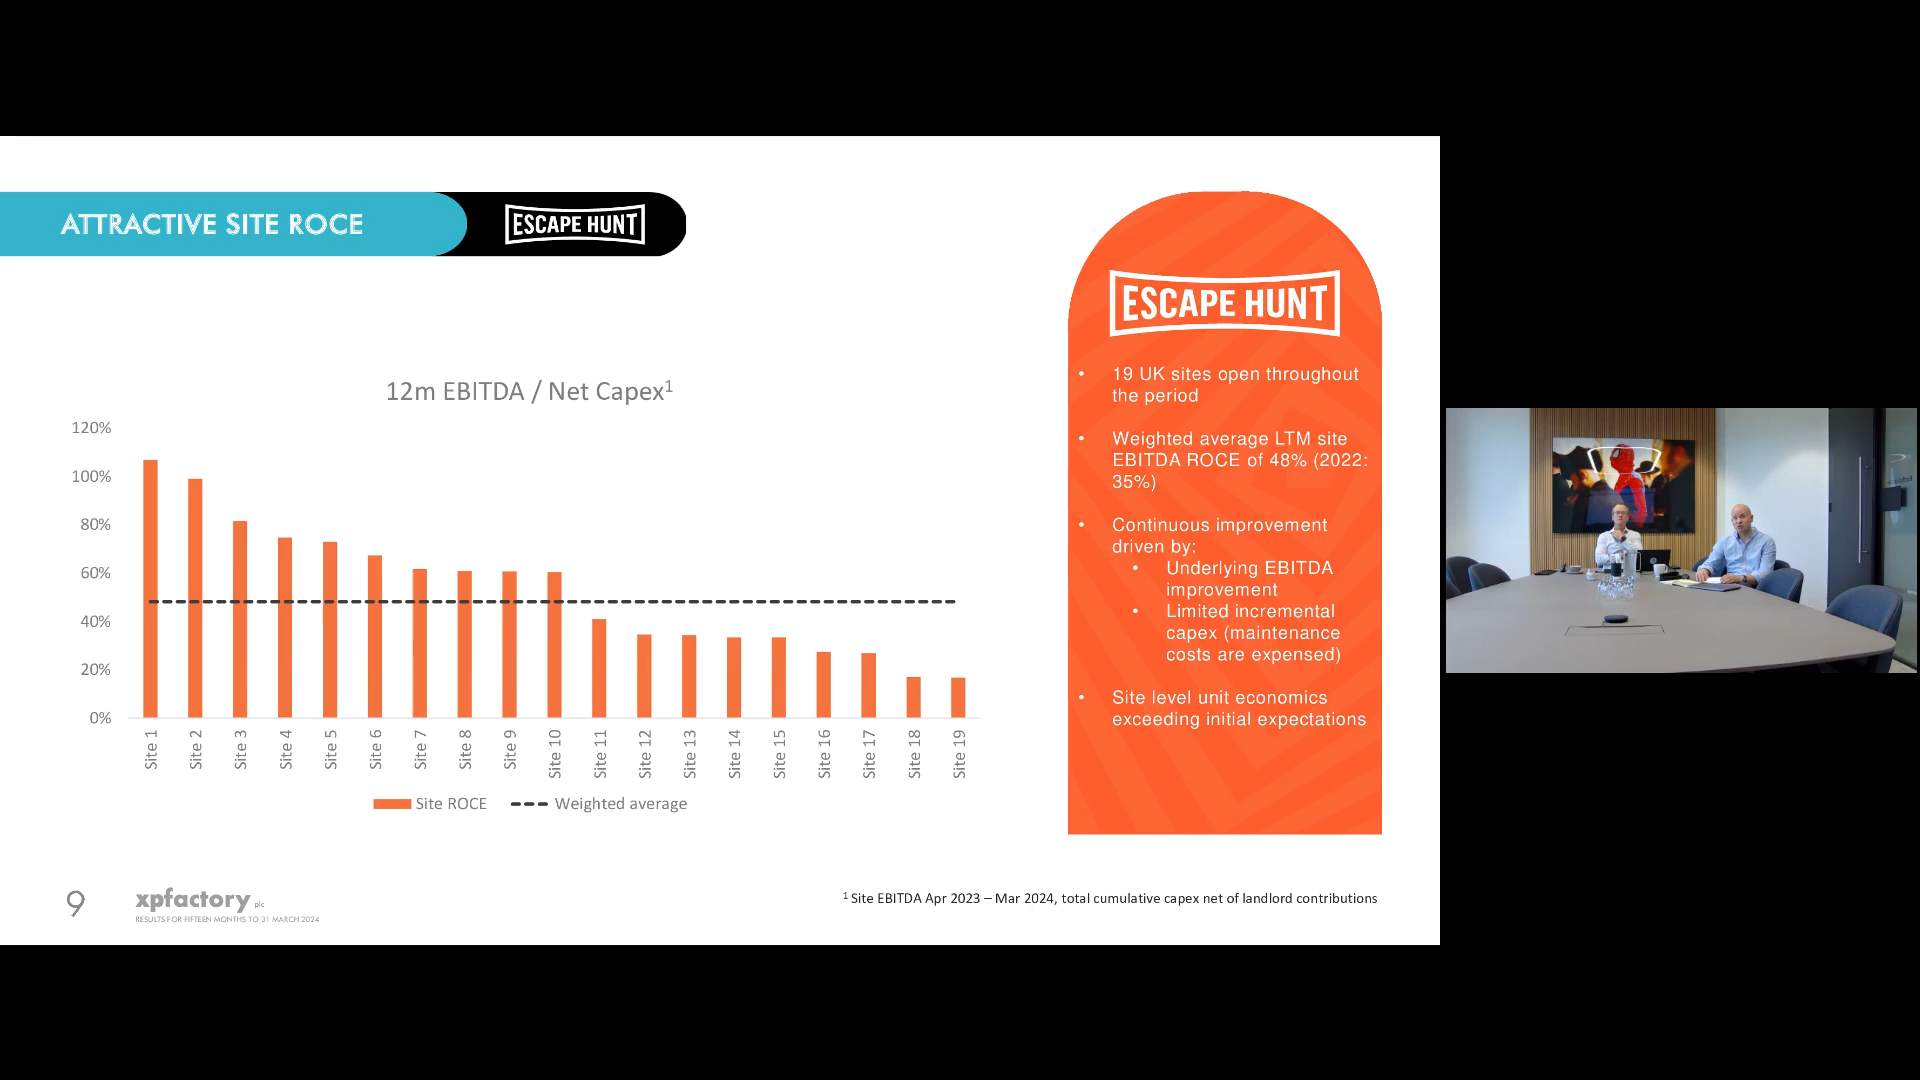 ATTRACTIVE SITE ROCE
ESCAPE HUNT
12m EBITDA / Net Capex¹
120%
100%
80%
60%
40%
20%
0%
Site 1
Site 2
Site 3
Site 4
Site 5
Site 6
Site 7
Site 8
Site 9
Site 10
Site 11
Site 12
Site 13
Site 14
Site 15
Site 16
Site 17
Site 18
Site 19
Site ROCE
Weighted average
ESCAPE HUNT
• 19 UK sites open throughout
the period
• Weighted average LTM site
EBITDA ROCE of 48% (2022:
35%)
• Continuous improvement
driven by:
• Underlying EBITDA
improvement
• Limited incremental
capex (maintenance
costs are expensed)
• Site level unit economics
exceeding initial expectations
9
xpfactory plc
RESULTS FOR FIFTEEN MONTHS TO 31 MARCH 2024
¹ Site EBITDA Apr 2023 – Mar 2024, total cumulative capex net of landlord contributions